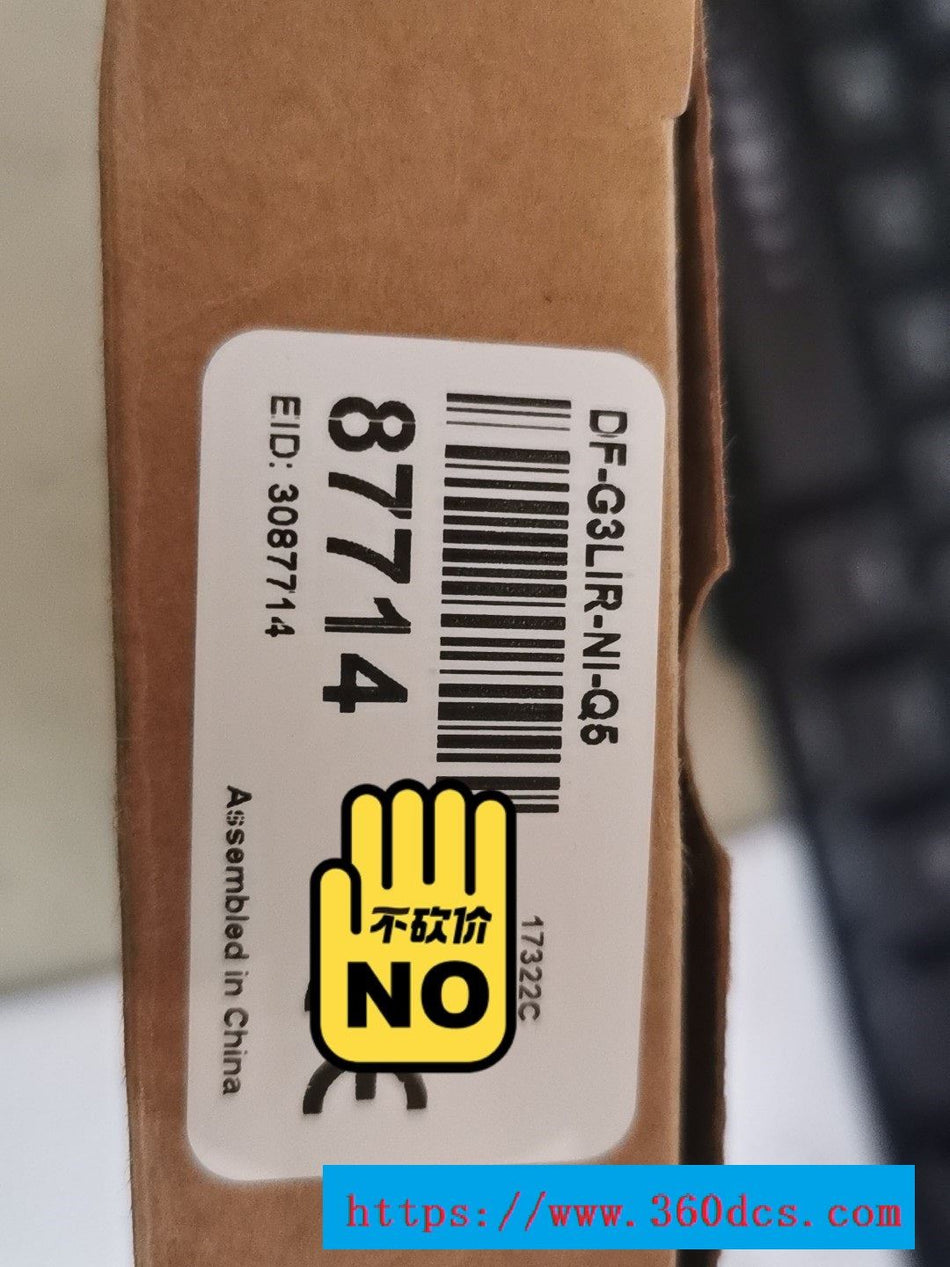 DF-G3LIR-NI-Q5
17322C
87714
EID: 3087714
Assembled in China
CE
不砍价
NO
https://www.360dcs.com